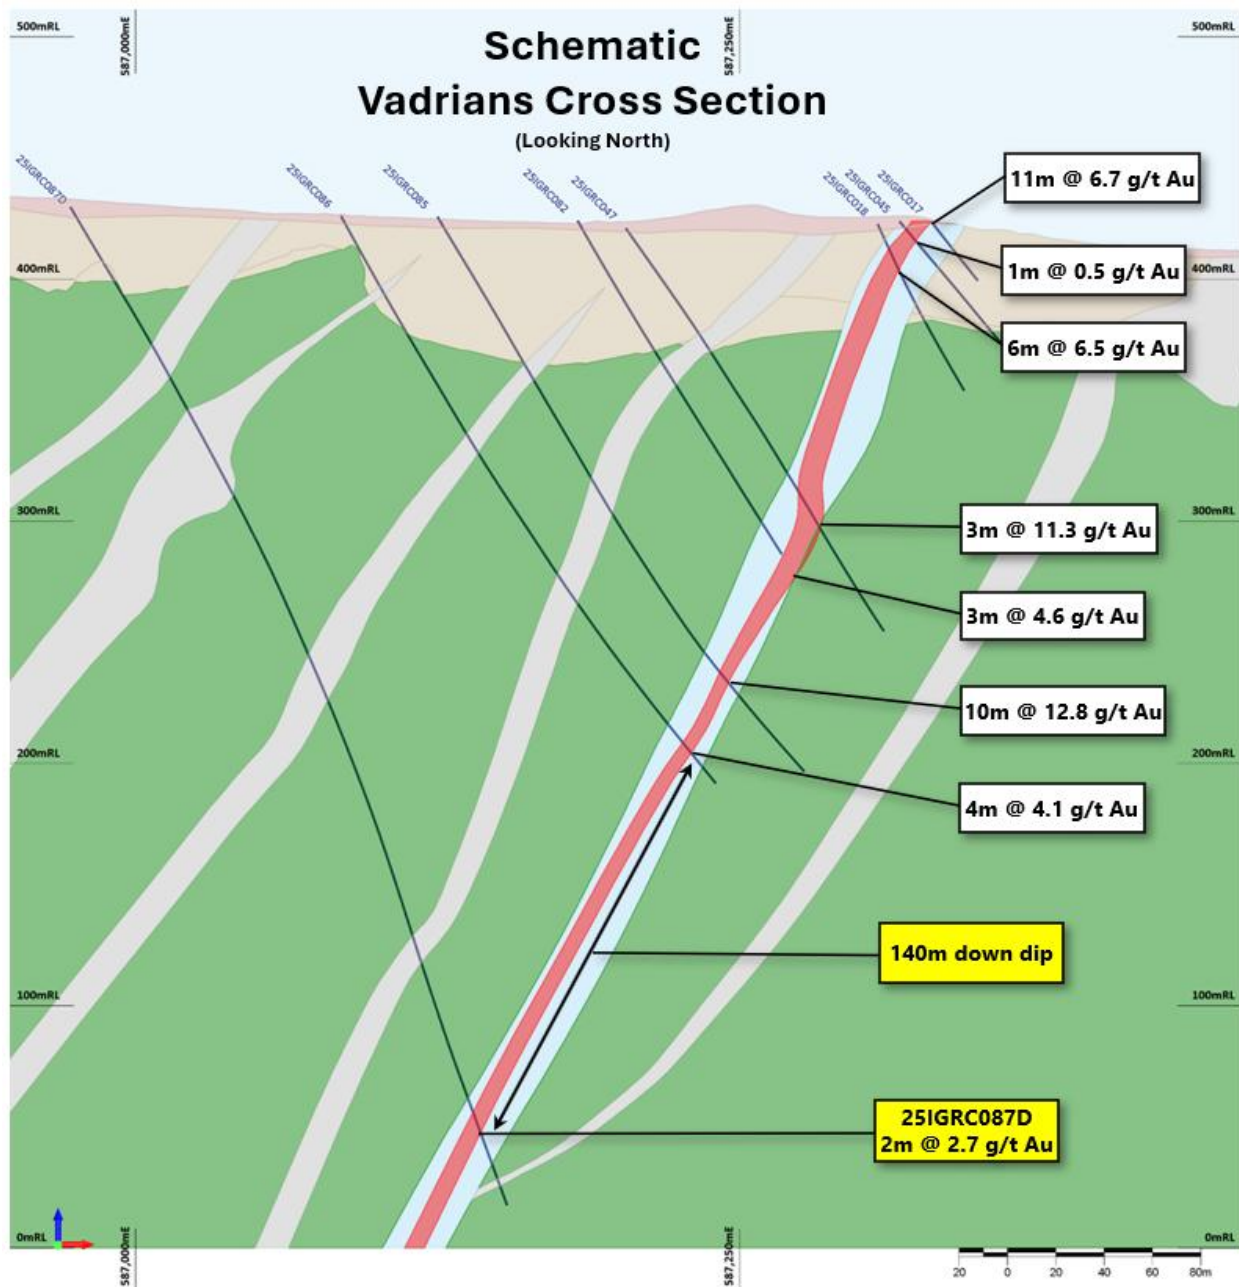 500mRL
587,000mE
587,250mE
500mRL
Schematic
Vadrians Cross Section
(Looking North)
25IGRC087D
25IGRC086
25IGRC085
25IGRC082
25IGRC047
25IGRC018
25IGRC045
25IGRC017
11m @ 6.7 g/t Au
400mRL
1m @ 0.5 g/t Au
400mRL
6m @ 6.5 g/t Au
300mRL
3m @ 11.3 g/t Au
300mRL
3m @ 4.6 g/t Au
10m @ 12.8 g/t Au
200mRL
200mRL
4m @ 4.1 g/t Au
140m down dip
100mRL
100mRL
25IGRC087D
2m @ 2.7 g/t Au
0mRL
587,000mE
587,250mE
0mRL
20 0 20 40 60 80m